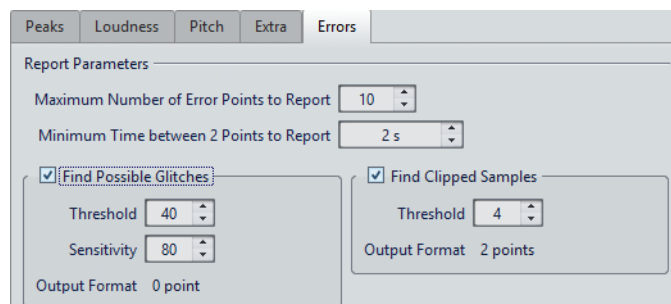 Peaks Loudness Pitch Extra Errors
Report Parameters
Maximum Number of Error Points to Report 10
Minimum Time between 2 Points to Report 2 s
Find Possible Glitches
Threshold 40
Sensitivity 80
Output Format 0 point
Find Clipped Samples
Threshold 4
Output Format 2 points